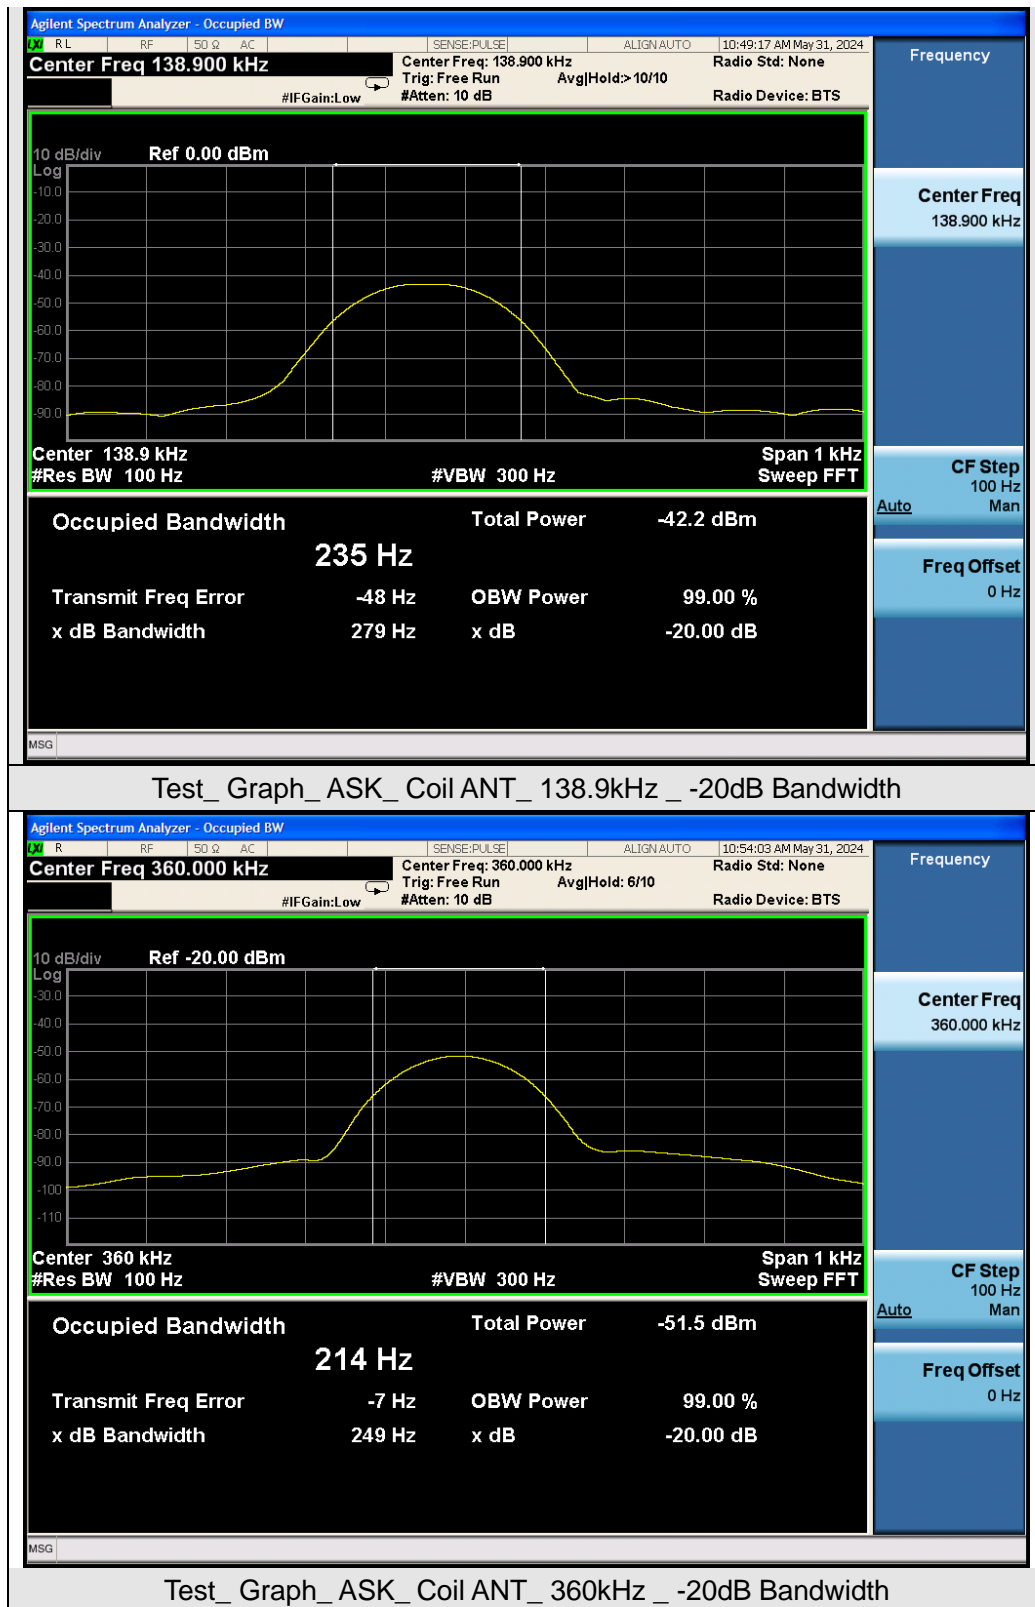 Agilent Spectrum Analyzer - Occupied BW
LXI RL RF 50 Ω AC SENSE:PULSE ALIGN AUTO 10:49:17 AM May 31, 2024
Center Freq 138.900 kHz
Center Freq: 138.900 kHz
Radio Std: None
Trig: Free Run Avg|Hold:>10/10
#IFGain:Low #Atten: 10 dB Radio Device: BTS
Frequency
10 dB/div Ref 0.00 dBm
Log
-10.0
-20.0
-30.0
-40.0
-50.0
-60.0
-70.0
-80.0
-90.0
Center Freq
138.900 kHz
Center 138.9 kHz Span 1 kHz
#Res BW 100 Hz #VBW 300 Hz Sweep FFT
CF Step
100 Hz
Auto Man
Occupied Bandwidth Total Power -42.2 dBm
235 Hz
Freq Offset
0 Hz
Transmit Freq Error -48 Hz OBW Power 99.00 %
x dB Bandwidth 279 Hz x dB -20.00 dB
MSG
Test_ Graph_ ASK_ Coil ANT_ 138.9kHz _ -20dB Bandwidth
Agilent Spectrum Analyzer - Occupied BW
LXI R RF 50 Ω AC SENSE:PULSE ALIGN AUTO 10:54:03 AM May 31, 2024
Center Freq 360.000 kHz
Center Freq: 360.000 kHz
Radio Std: None
Trig: Free Run Avg|Hold: 6/10
#IFGain:Low #Atten: 10 dB Radio Device: BTS
Frequency
10 dB/div Ref -20.00 dBm
Log
-30.0
-40.0
-50.0
-60.0
-70.0
-80.0
-90.0
-100
-110
Center Freq
360.000 kHz
Center 360 kHz Span 1 kHz
#Res BW 100 Hz #VBW 300 Hz Sweep FFT
CF Step
100 Hz
Auto Man
Occupied Bandwidth Total Power -51.5 dBm
214 Hz
Freq Offset
0 Hz
Transmit Freq Error -7 Hz OBW Power 99.00 %
x dB Bandwidth 249 Hz x dB -20.00 dB
MSG
Test_ Graph_ ASK_ Coil ANT_ 360kHz _ -20dB Bandwidth